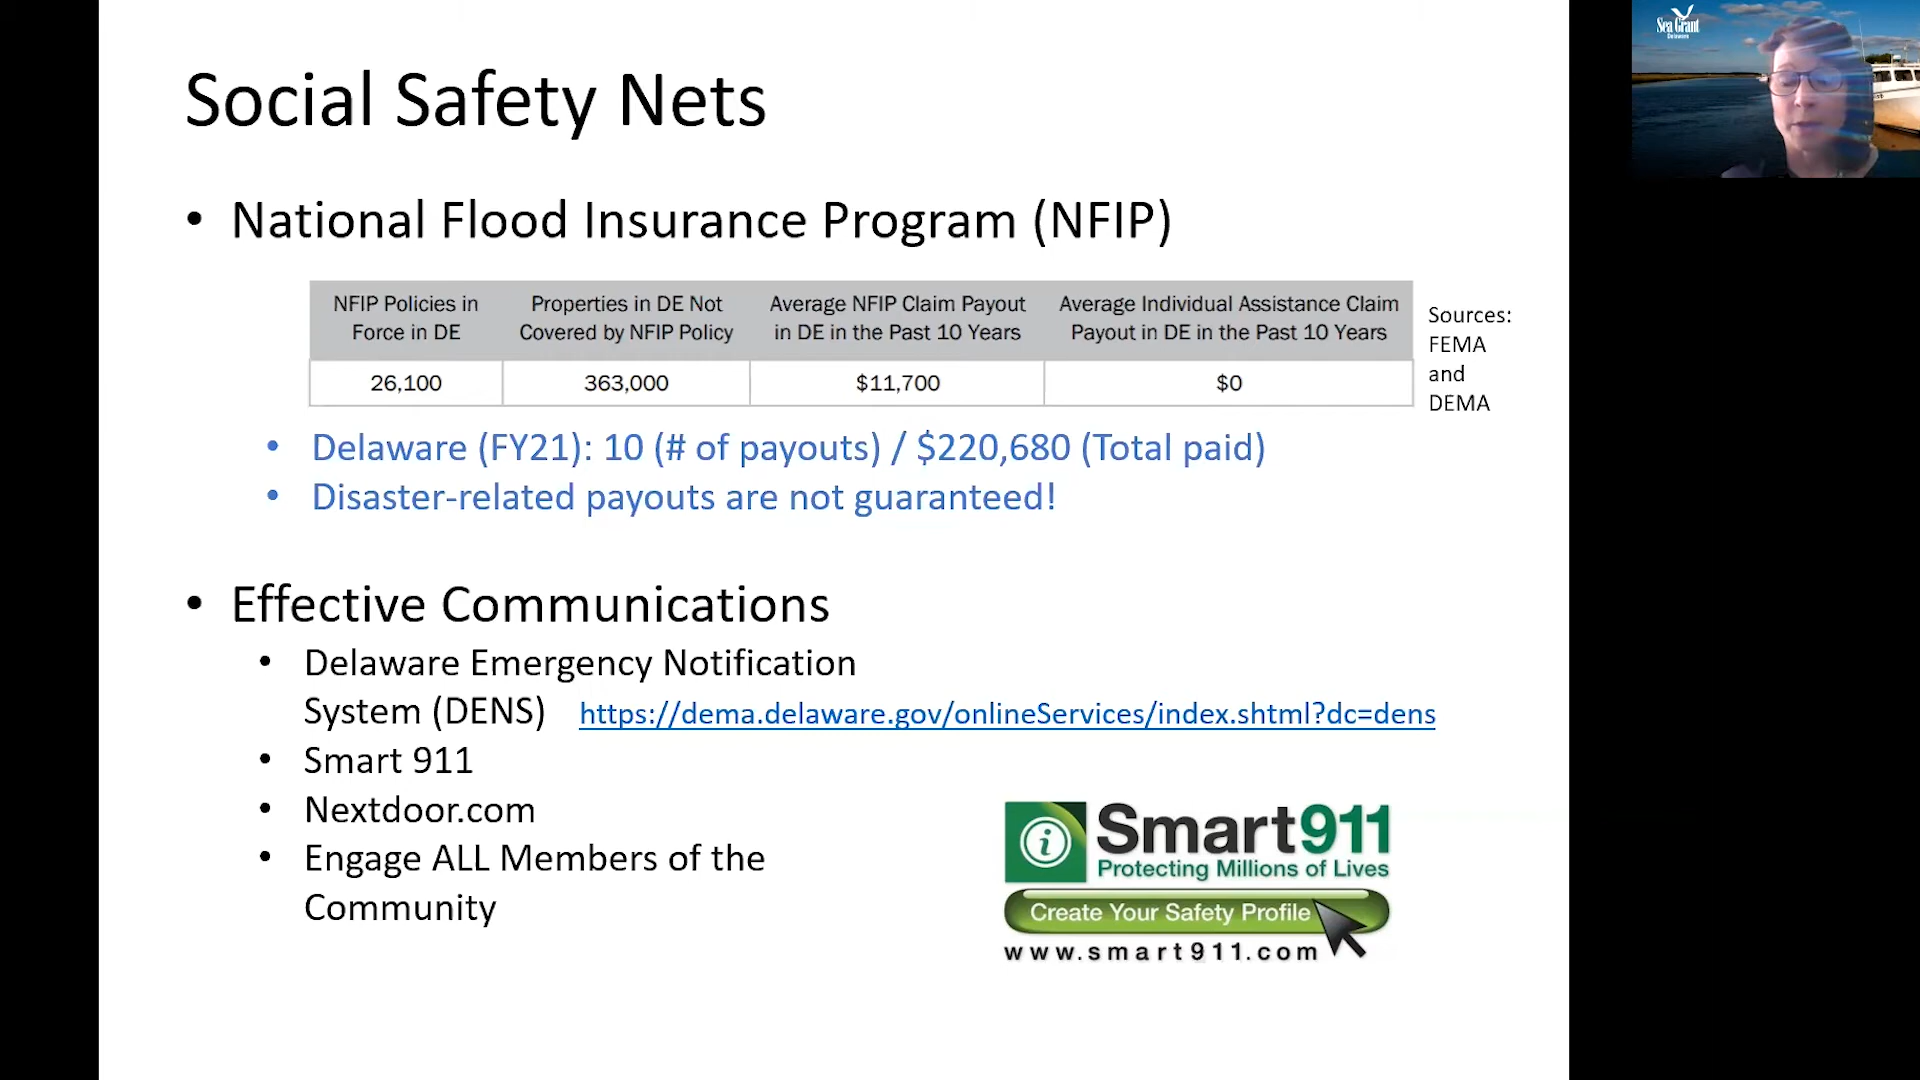 Social Safety Nets
• National Flood Insurance Program (NFIP)
NFIP Policies in Force in DE
Properties in DE Not Covered by NFIP Policy
Average NFIP Claim Payout in DE in the Past 10 Years
Average Individual Assistance Claim Payout in DE in the Past 10 Years
26,100
363,000
$11,700
$0
Sources:
FEMA
and
DEMA
• Delaware (FY21): 10 (# of payouts) / $220,680 (Total paid)
• Disaster-related payouts are not guaranteed!
• Effective Communications
• Delaware Emergency Notification
System (DENS) https://dema.delaware.gov/onlineServices/index.shtml?dc=dens
• Smart 911
• Nextdoor.com
• Engage ALL Members of the
Community
Smart911
Protecting Millions of Lives
Create Your Safety Profile
www.smart911.com
Sea Grant
Delaware